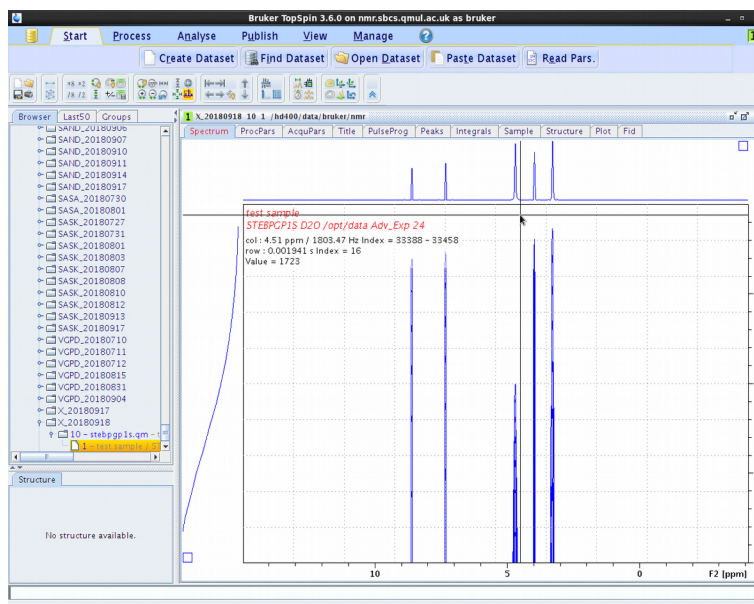 Bruker TopSpin 3.6.0 on nmr.sbcs.qmul.ac.uk as bruker
Start Process Analyse Publish View Manage
Create Dataset Find Dataset Open Dataset Paste Dataset Read Pars.
Browser Last50 Groups
1 X_20180918 10 1 /hd400/data/bruker/nmr
Spectrum ProcPars AcquPars Title PulseProg Peaks Integrals Sample Structure Plot Fid
SAND_20180906
SAND_20180907
SAND_20180910
SAND_20180911
SAND_20180914
SAND_20180917
SASA_20180730
SASA_20180801
SASK_20180727
SASK_20180731
SASK_20180801
SASK_20180803
SASK_20180807
SASK_20180808
SASK_20180810
SASK_20180812
SASK_20180913
SASK_20180917
VGPD_20180710
VGPD_20180711
VGPD_20180712
VGPD_20180815
VGPD_20180831
VGPD_20180904
X_20180917
X_20180918
10 - stebpgp1s.qm -
1 - test sample / S
test sample
STEBPGP1S D2O /opt/data Adv_Exp 24
col : 4.51 ppm / 1803.47 Hz Index = 33388 - 33458
row : 0.001941 s Index = 16
Value = 1723
Structure
No structure available.
10 5 0 F2 [ppm]